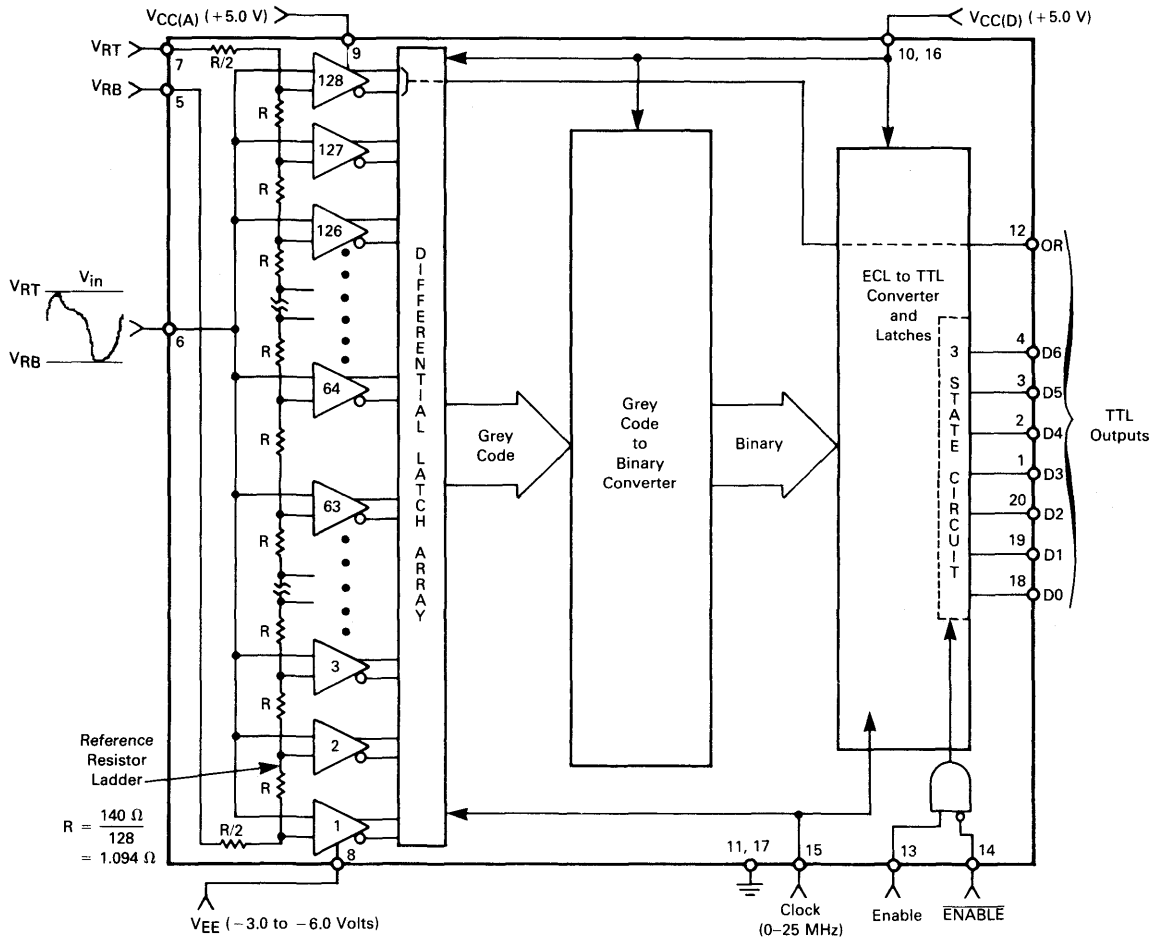 VCC(A) (+5.0 V)
VCC(D) (+5.0 V)
VRT
7
R/2
9
10, 16
VRB
5
128
R
127
R
126
R
12
OR
VRT
Vin
VRB
6
R
64
R
63
R
R
3
R
2
R
1
R/2
8
DIFFERENTIAL LATCH ARRAY
Grey
Code
Grey
Code
to
Binary
Converter
Binary
ECL to TTL
Converter
and
Latches
3 STATE CIRCUIT
4
D6
3
D5
2
D4
1
D3
20
D2
19
D1
18
D0
TTL
Outputs
Reference
Resistor
Ladder
R = 140 Ω
128
= 1.094 Ω
11, 17
15
13
14
VEE (−3.0 to −6.0 Volts)
Clock
(0–25 MHz)
Enable
ENABLE